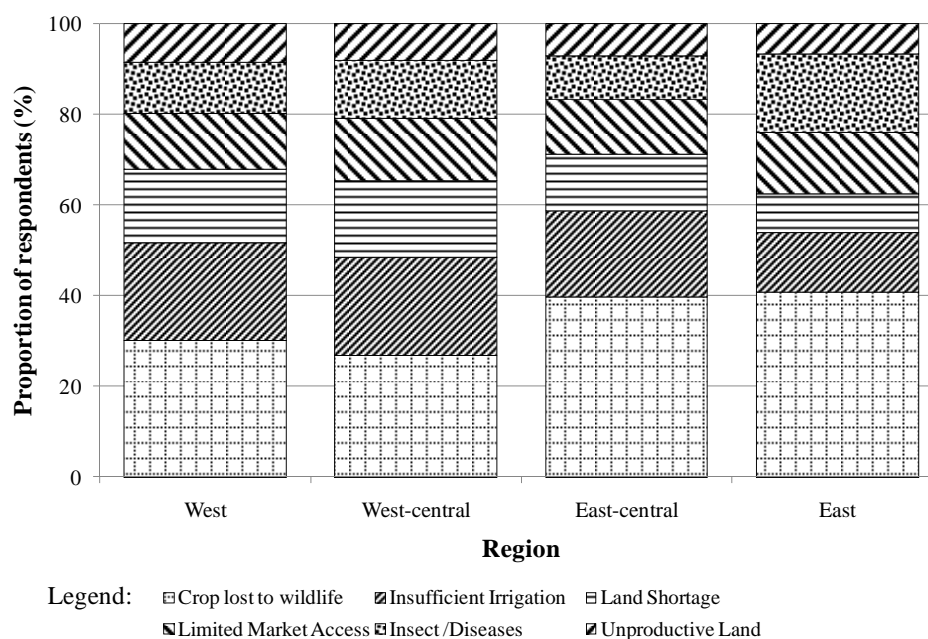 100
80
60
40
20
0
Proportion of respondents (%)
West West-central East-central East
Region
Legend: Crop lost to wildlife Insufficient Irrigation Land Shortage
Limited Market Access Insect /Diseases Unproductive Land